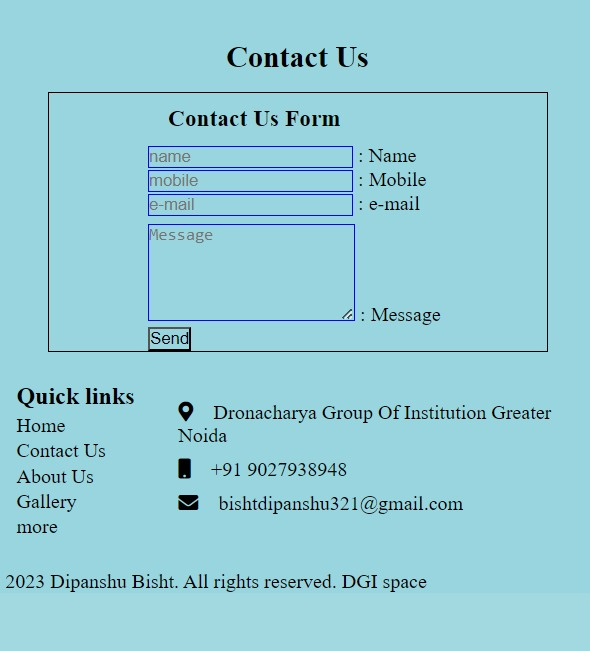 Contact Us
Contact Us Form
name : Name
mobile : Mobile
e-mail : e-mail
Message : Message
Send
Quick links
Home
Contact Us
About Us
Gallery
more
Dronacharya Group Of Institution Greater
Noida
+91 9027938948
bishtdipanshu321@gmail.com
2023 Dipanshu Bisht. All rights reserved. DGI space